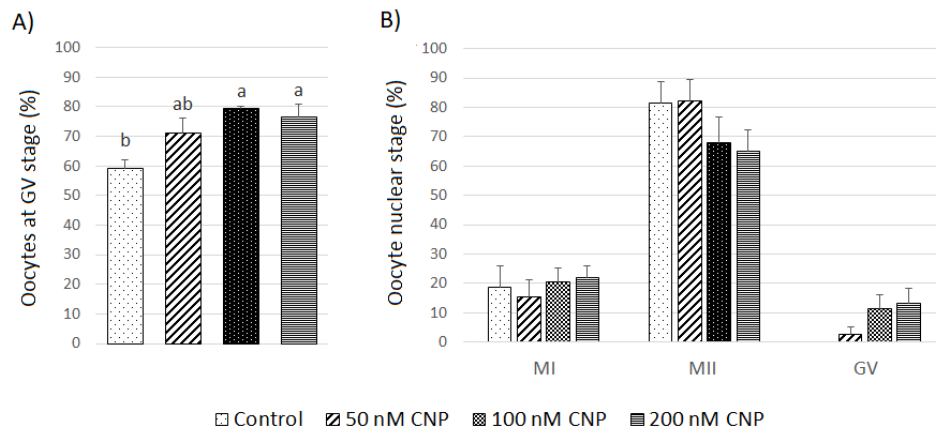 A)
Oocytes at GV stage (%)
100
90
80
70
60
50
40
30
20
10
0
b
ab
a
a
B)
Oocyte nuclear stage (%)
100
90
80
70
60
50
40
30
20
10
0
MI
MII
GV
Control
50 nM CNP
100 nM CNP
200 nM CNP